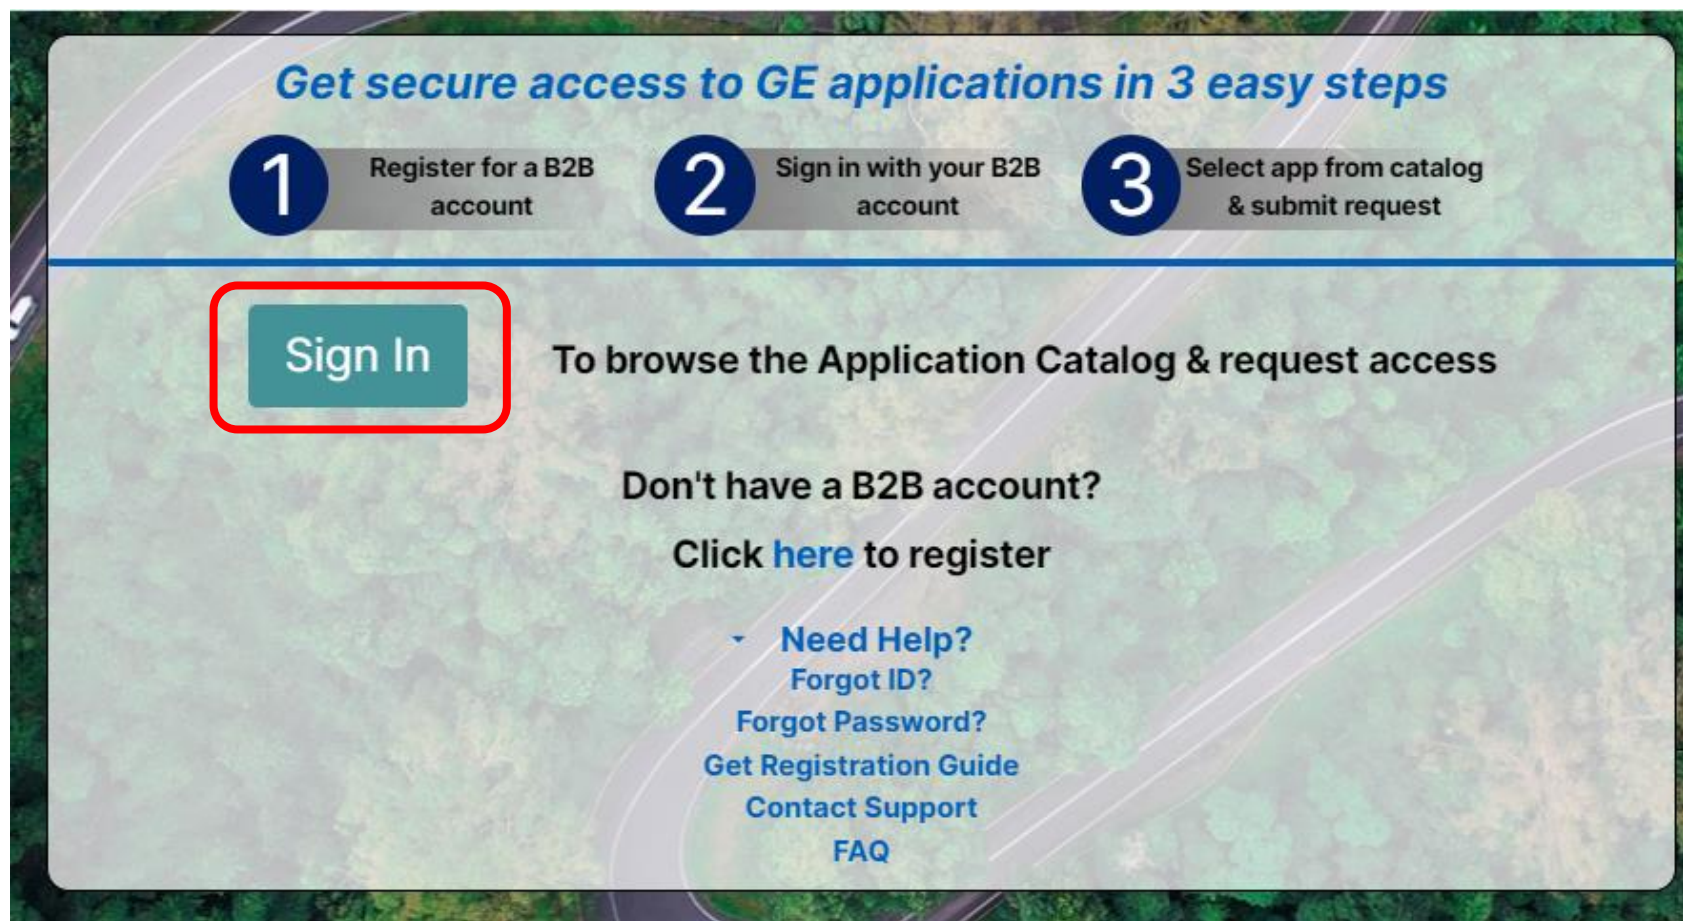 Get secure access to GE applications in 3 easy steps
1
Register for a B2B
account
2
Sign in with your B2B
account
3
Select app from catalog
& submit request
Sign In
To browse the Application Catalog & request access
Don't have a B2B account?
Click here to register
Need Help?
Forgot ID?
Forgot Password?
Get Registration Guide
Contact Support
FAQ